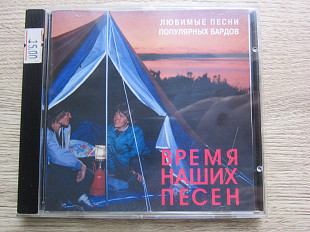 ЛЮБИМЫЕ ПЕСНИ
ПОПУЛЯРНЫХ БАРДОВ
ВРЕМЯ
НАШИХ
ПЕСЕН